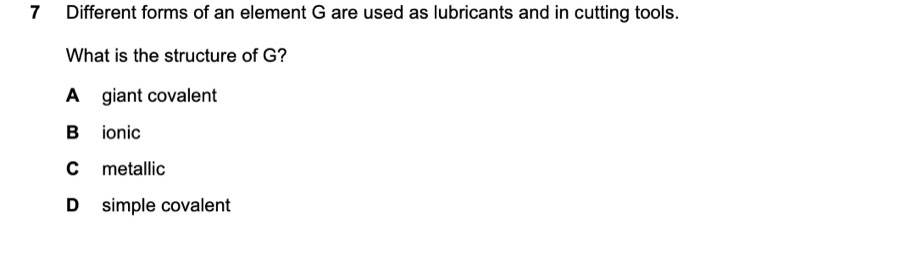 7 Different forms of an element G are used as lubricants and in cutting tools.
What is the structure of G?
A giant covalent
B ionic
C metallic
D simple covalent